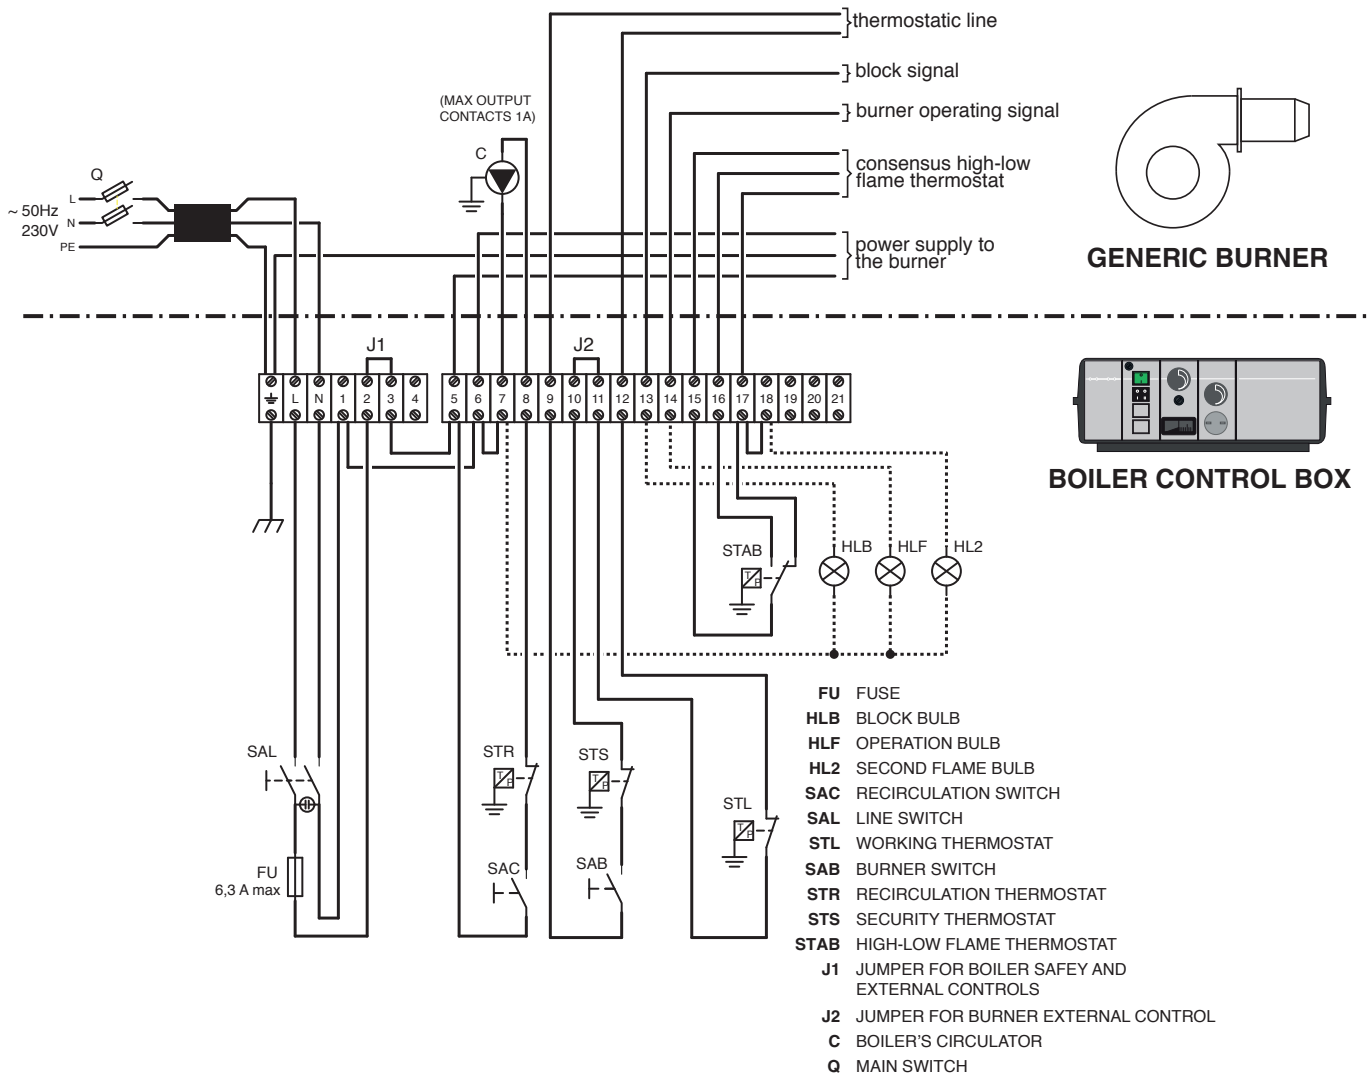 thermostatic line
block signal
(MAX OUTPUT
CONTACTS 1A)
burner operating signal
C
consensus high-low
flame thermostat
Q
L
~ 50Hz
N
230V
PE
power supply to
the burner
GENERIC BURNER
J1
J2
L N 1 2 3 4
5 6 7 8 9 10 11 12 13 14 15 16 17 18 19 20 21
BOILER CONTROL BOX
STAB
HLB
HLF
HL2
T
P
SAL
STR
STS
T
P
T
P
STL
T
P
FU
6,3 A max
SAC
SAB
FU FUSE
HLB BLOCK BULB
HLF OPERATION BULB
HL2 SECOND FLAME BULB
SAC RECIRCULATION SWITCH
SAL LINE SWITCH
STL WORKING THERMOSTAT
SAB BURNER SWITCH
STR RECIRCULATION THERMOSTAT
STS SECURITY THERMOSTAT
STAB HIGH-LOW FLAME THERMOSTAT
J1 JUMPER FOR BOILER SAFEY AND
EXTERNAL CONTROLS
J2 JUMPER FOR BURNER EXTERNAL CONTROL
C BOILER'S CIRCULATOR
Q MAIN SWITCH